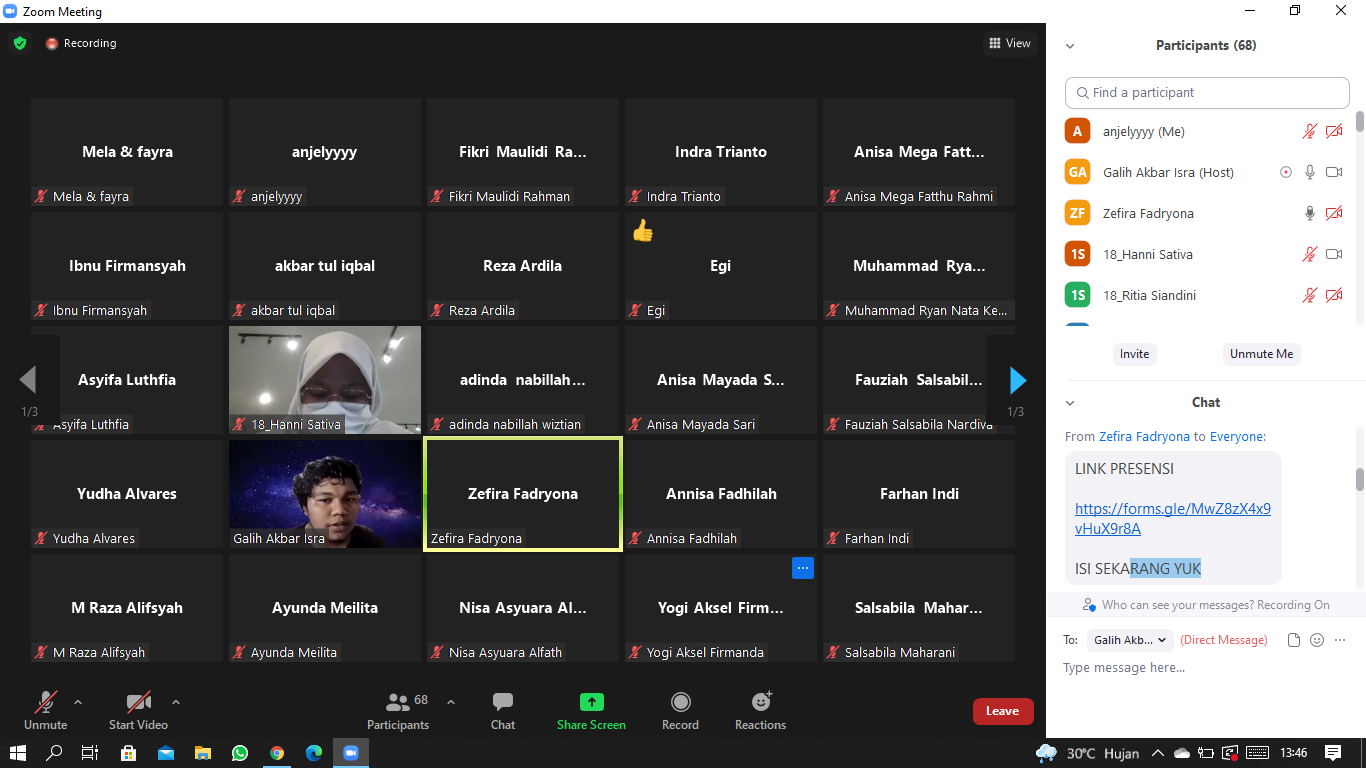 Zoom Meeting
Recording
View
Mela & fayra
Mela & fayra
anjelyyyy
anjelyyyy
Fikri Maulidi Ra...
Fikri Maulidi Rahman
Indra Trianto
Indra Trianto
Anisa Mega Fatt...
Anisa Mega Fatthu Rahmi
Ibnu Firmansyah
Ibnu Firmansyah
akbar tul iqbal
akbar tul iqbal
Reza Ardila
Reza Ardila
Egi
Egi
Muhammad Rya...
Muhammad Ryan Nata Ke...
1/3
Asyifa Luthfia
Asyifa Luthfia
18_Hanni Sativa
adinda nabillah...
adinda nabillah wiztian
Anisa Mayada S...
Anisa Mayada Sari
Fauziah Salsabil...
Fauziah Salsabila Nardiva
1/3
Yudha Alvares
Yudha Alvares
Galih Akbar Isra
Zefira Fadryona
Zefira Fadryona
Annisa Fadhilah
Annisa Fadhilah
Farhan Indi
Farhan Indi
M Raza Alifsyah
M Raza Alifsyah
Ayunda Meilita
Ayunda Meilita
Nisa Asyuara Al...
Nisa Asyuara Alfath
Yogi Aksel Firm...
Yogi Aksel Firmanda
Salsabila Mahar...
Salsabila Maharani
Unmute
Start Video
68
Participants
Chat
Share Screen
Record
Reactions
Leave
Participants (68)
Find a participant
A anjelyyyy (Me)
GA Galih Akbar Isra (Host)
ZF Zefira Fadryona
1S 18_Hanni Sativa
1S 18_Ritia Siandini
Invite
Unmute Me
Chat
From Zefira Fadryona to Everyone:
LINK PRESENSI
https://forms.gle/MwZ8zX4x9
vHuX9r8A
ISI SEKARANG YUK
Who can see your messages? Recording On
To: Galih Akb... (Direct Message)
Type message here...
30°C Hujan
13:46